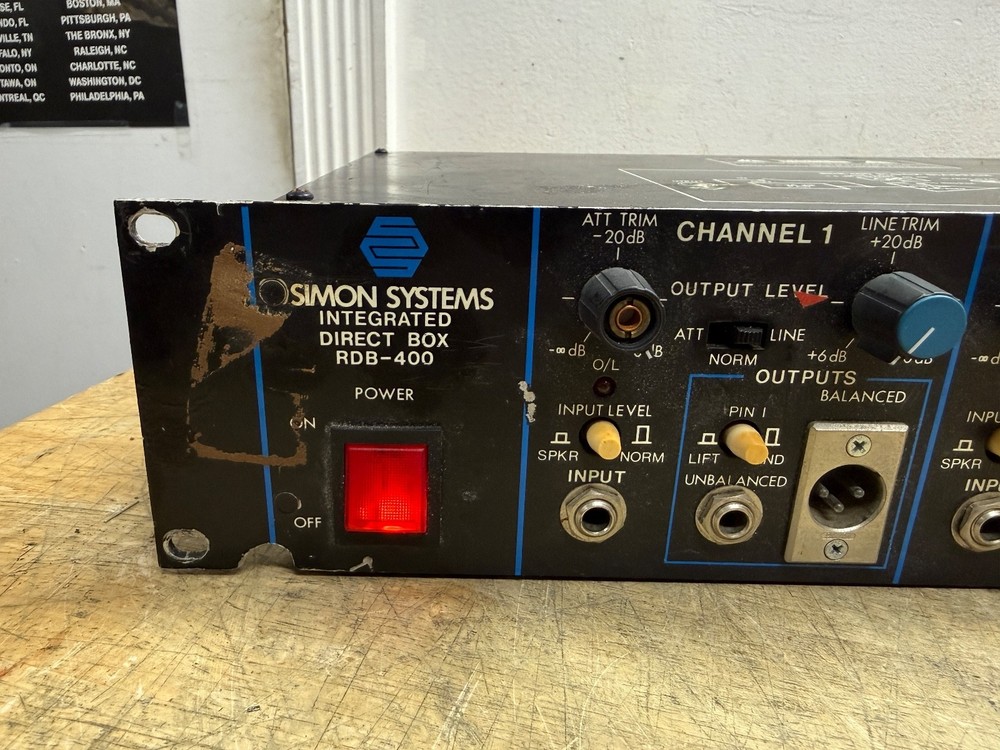 BOSTON, MA
PITTSBURGH, PA
THE BRONX, NY
RALEIGH, NC
CHARLOTTE, NC
WASHINGTON, DC
PHILADELPHIA, PA
SIMON SYSTEMS
INTEGRATED
DIRECT BOX
RDB-400
POWER
ON
OFF
ATT TRIM
-20dB
CHANNEL 1
LINE TRIM
+20dB
OUTPUT LEVEL
ATT
LINE
NORM
-∞dB
+6dB
O/L
OUTPUTS
BALANCED
INPUT LEVEL
SPKR
NORM
INPUT
PIN 1
LIFT
UNBALANCED
SPKR